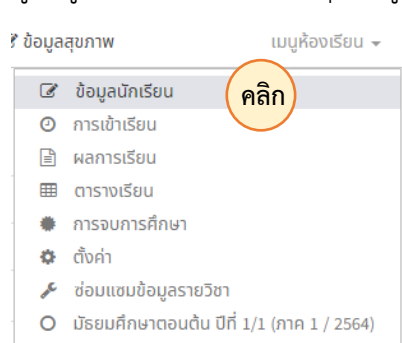 ข้อมูลสุขภาพ เมนูห้องเรียน
ข้อมูลนักเรียน คลิก
การเข้าเรียน
ผลการเรียน
ตารางเรียน
การจบการศึกษา
ตั้งค่า
ซ่อมแซมข้อมูลรายวิชา
มัธยมศึกษาตอนต้น ปีที่ 1/1 (ภาค 1 / 2564)